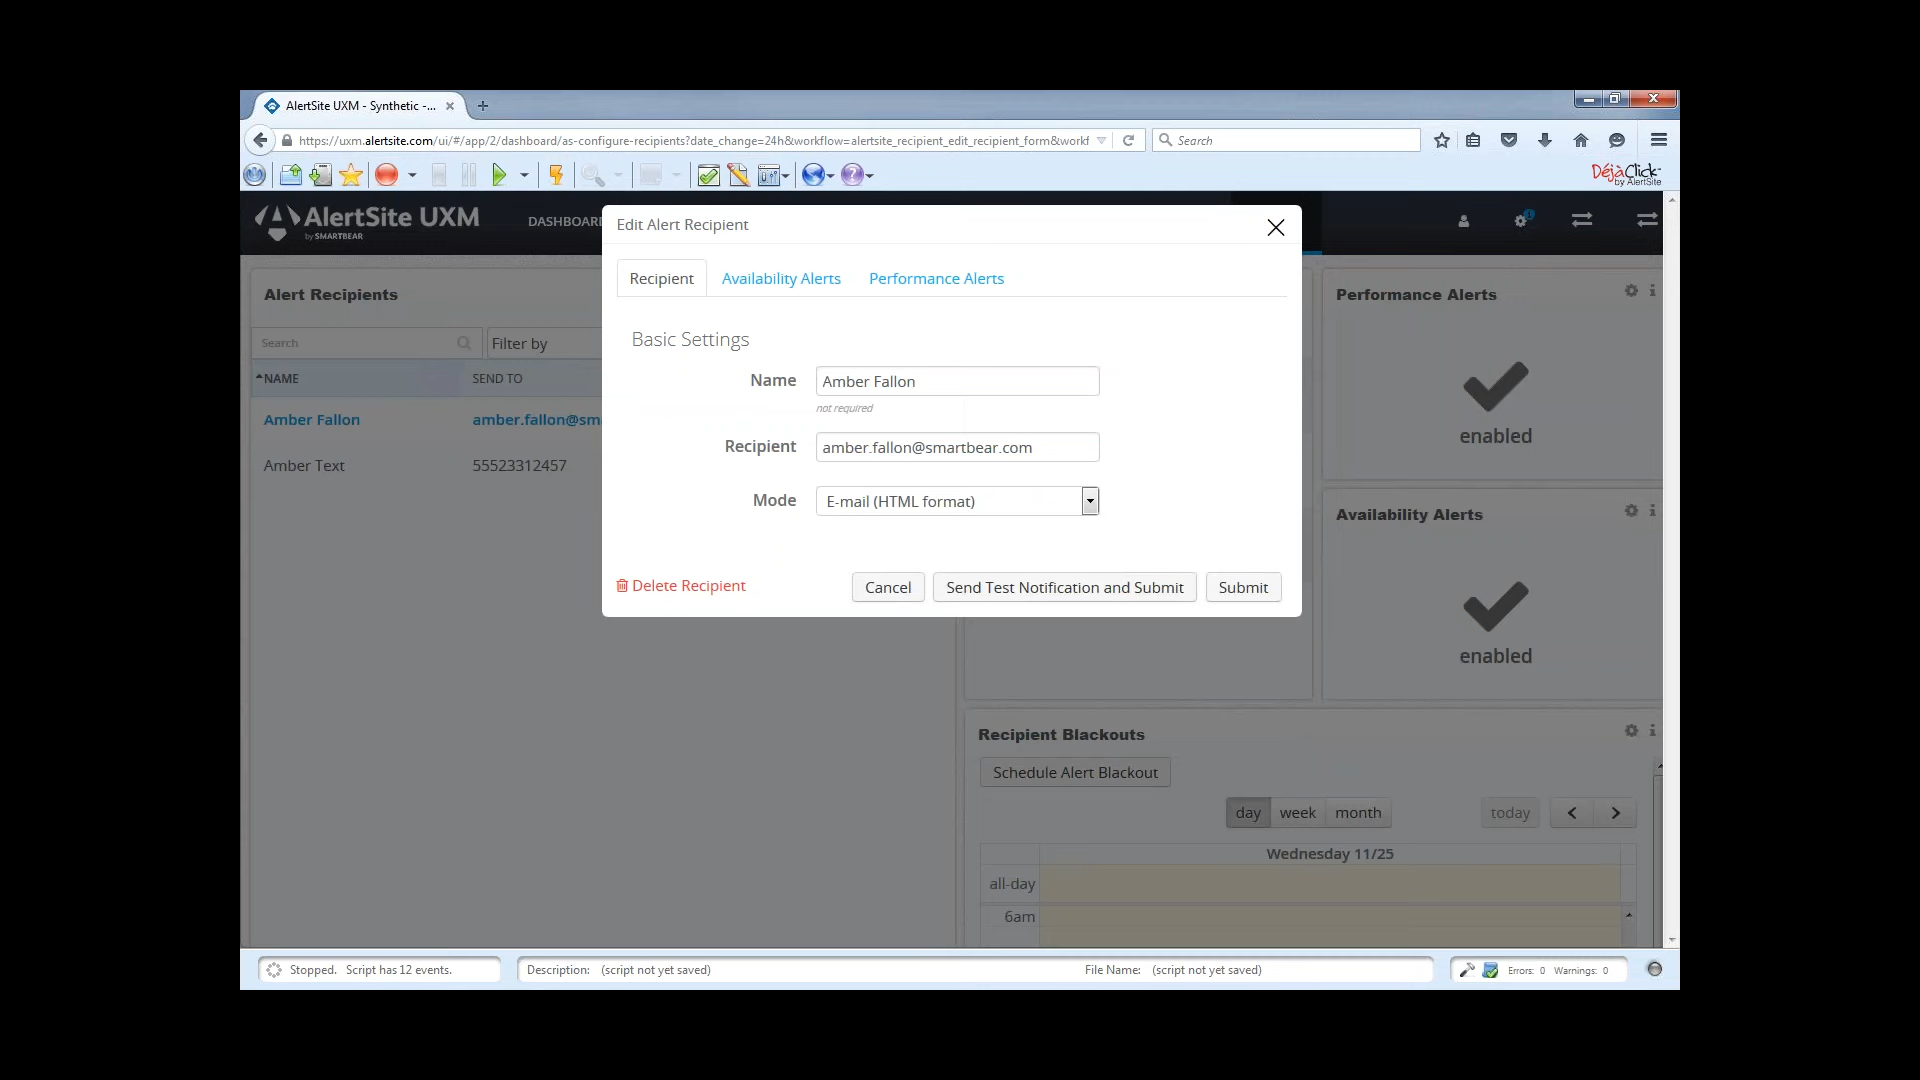 AlertSite UXM - Synthetic -...
https://uxm.alertsite.com/ui/#/app/2/dashboard/as-configure-recipients?date_change=24h&workflow=alertsite_recipient_edit_recipient_form&workf
Search
DéjàClick
by AlertSite
AlertSite UXM
by SMARTBEAR
DASHBOAR
1
Edit Alert Recipient
Recipient Availability Alerts Performance Alerts
Basic Settings
Name Amber Fallon
not required
Recipient amber.fallon@smartbear.com
Mode E-mail (HTML format)
Delete Recipient Cancel Send Test Notification and Submit Submit
Alert Recipients
Search Filter by
NAME SEND TO
Amber Fallon amber.fallon@sm
Amber Text 55523312457
Performance Alerts
enabled
Availability Alerts
enabled
Recipient Blackouts
Schedule Alert Blackout
day week month today
Wednesday 11/25
all-day
6am
Stopped. Script has 12 events. Description: (script not yet saved) File Name: (script not yet saved) Errors: 0 Warnings: 0